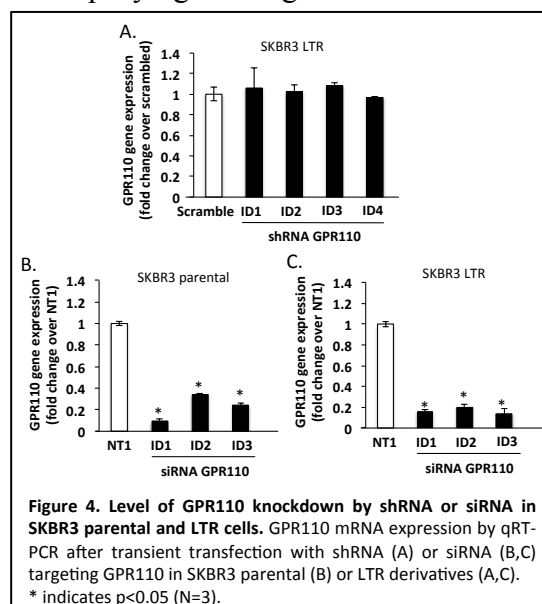 A.
SKBR3 LTR
GPR110 gene expression
(fold change over scrambled)
1.4
1.2
1
0.8
0.6
0.4
0.2
0
Scramble ID1 ID2 ID3 ID4
shRNA GPR110
B.
SKBR3 parental
GPR110 gene expression
(fold change over NT1)
1.4
1.2
1
0.8
0.6
0.4
0.2
0
* * *
NT1 ID1 ID2 ID3
siRNA GPR110
C.
SKBR3 LTR
GPR110 gene expression
(fold change over NT1)
1.4
1.2
1
0.8
0.6
0.4
0.2
0
* * *
NT1 ID1 ID2 ID3
siRNA GPR110
Figure 4. Level of GPR110 knockdown by shRNA or siRNA in
SKBR3 parental and LTR cells. GPR110 mRNA expression by qRT-
PCR after transient transfection with shRNA (A) or siRNA (B,C)
targeting GPR110 in SKBR3 parental (B) or LTR derivatives (A,C).
* indicates p<0.05 (N=3).